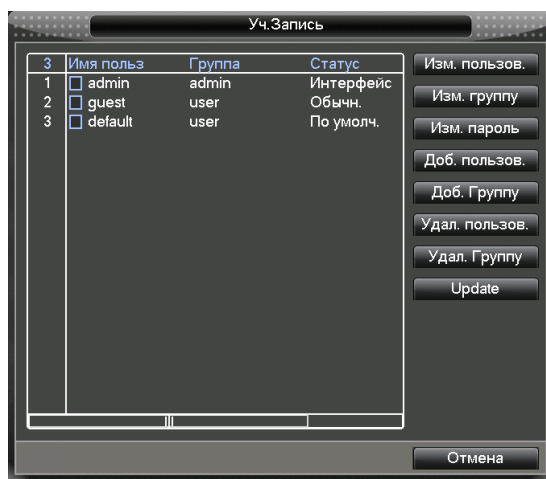 Уч.Запись
3 Имя польз Группа Статус
1 admin admin Интерфейс
2 guest user Обычн.
3 default user По умолч.
Изм. пользов.
Изм. группу
Изм. пароль
Доб. пользов.
Доб. Группу
Удал. пользов.
Удал. Группу
Update
Отмена